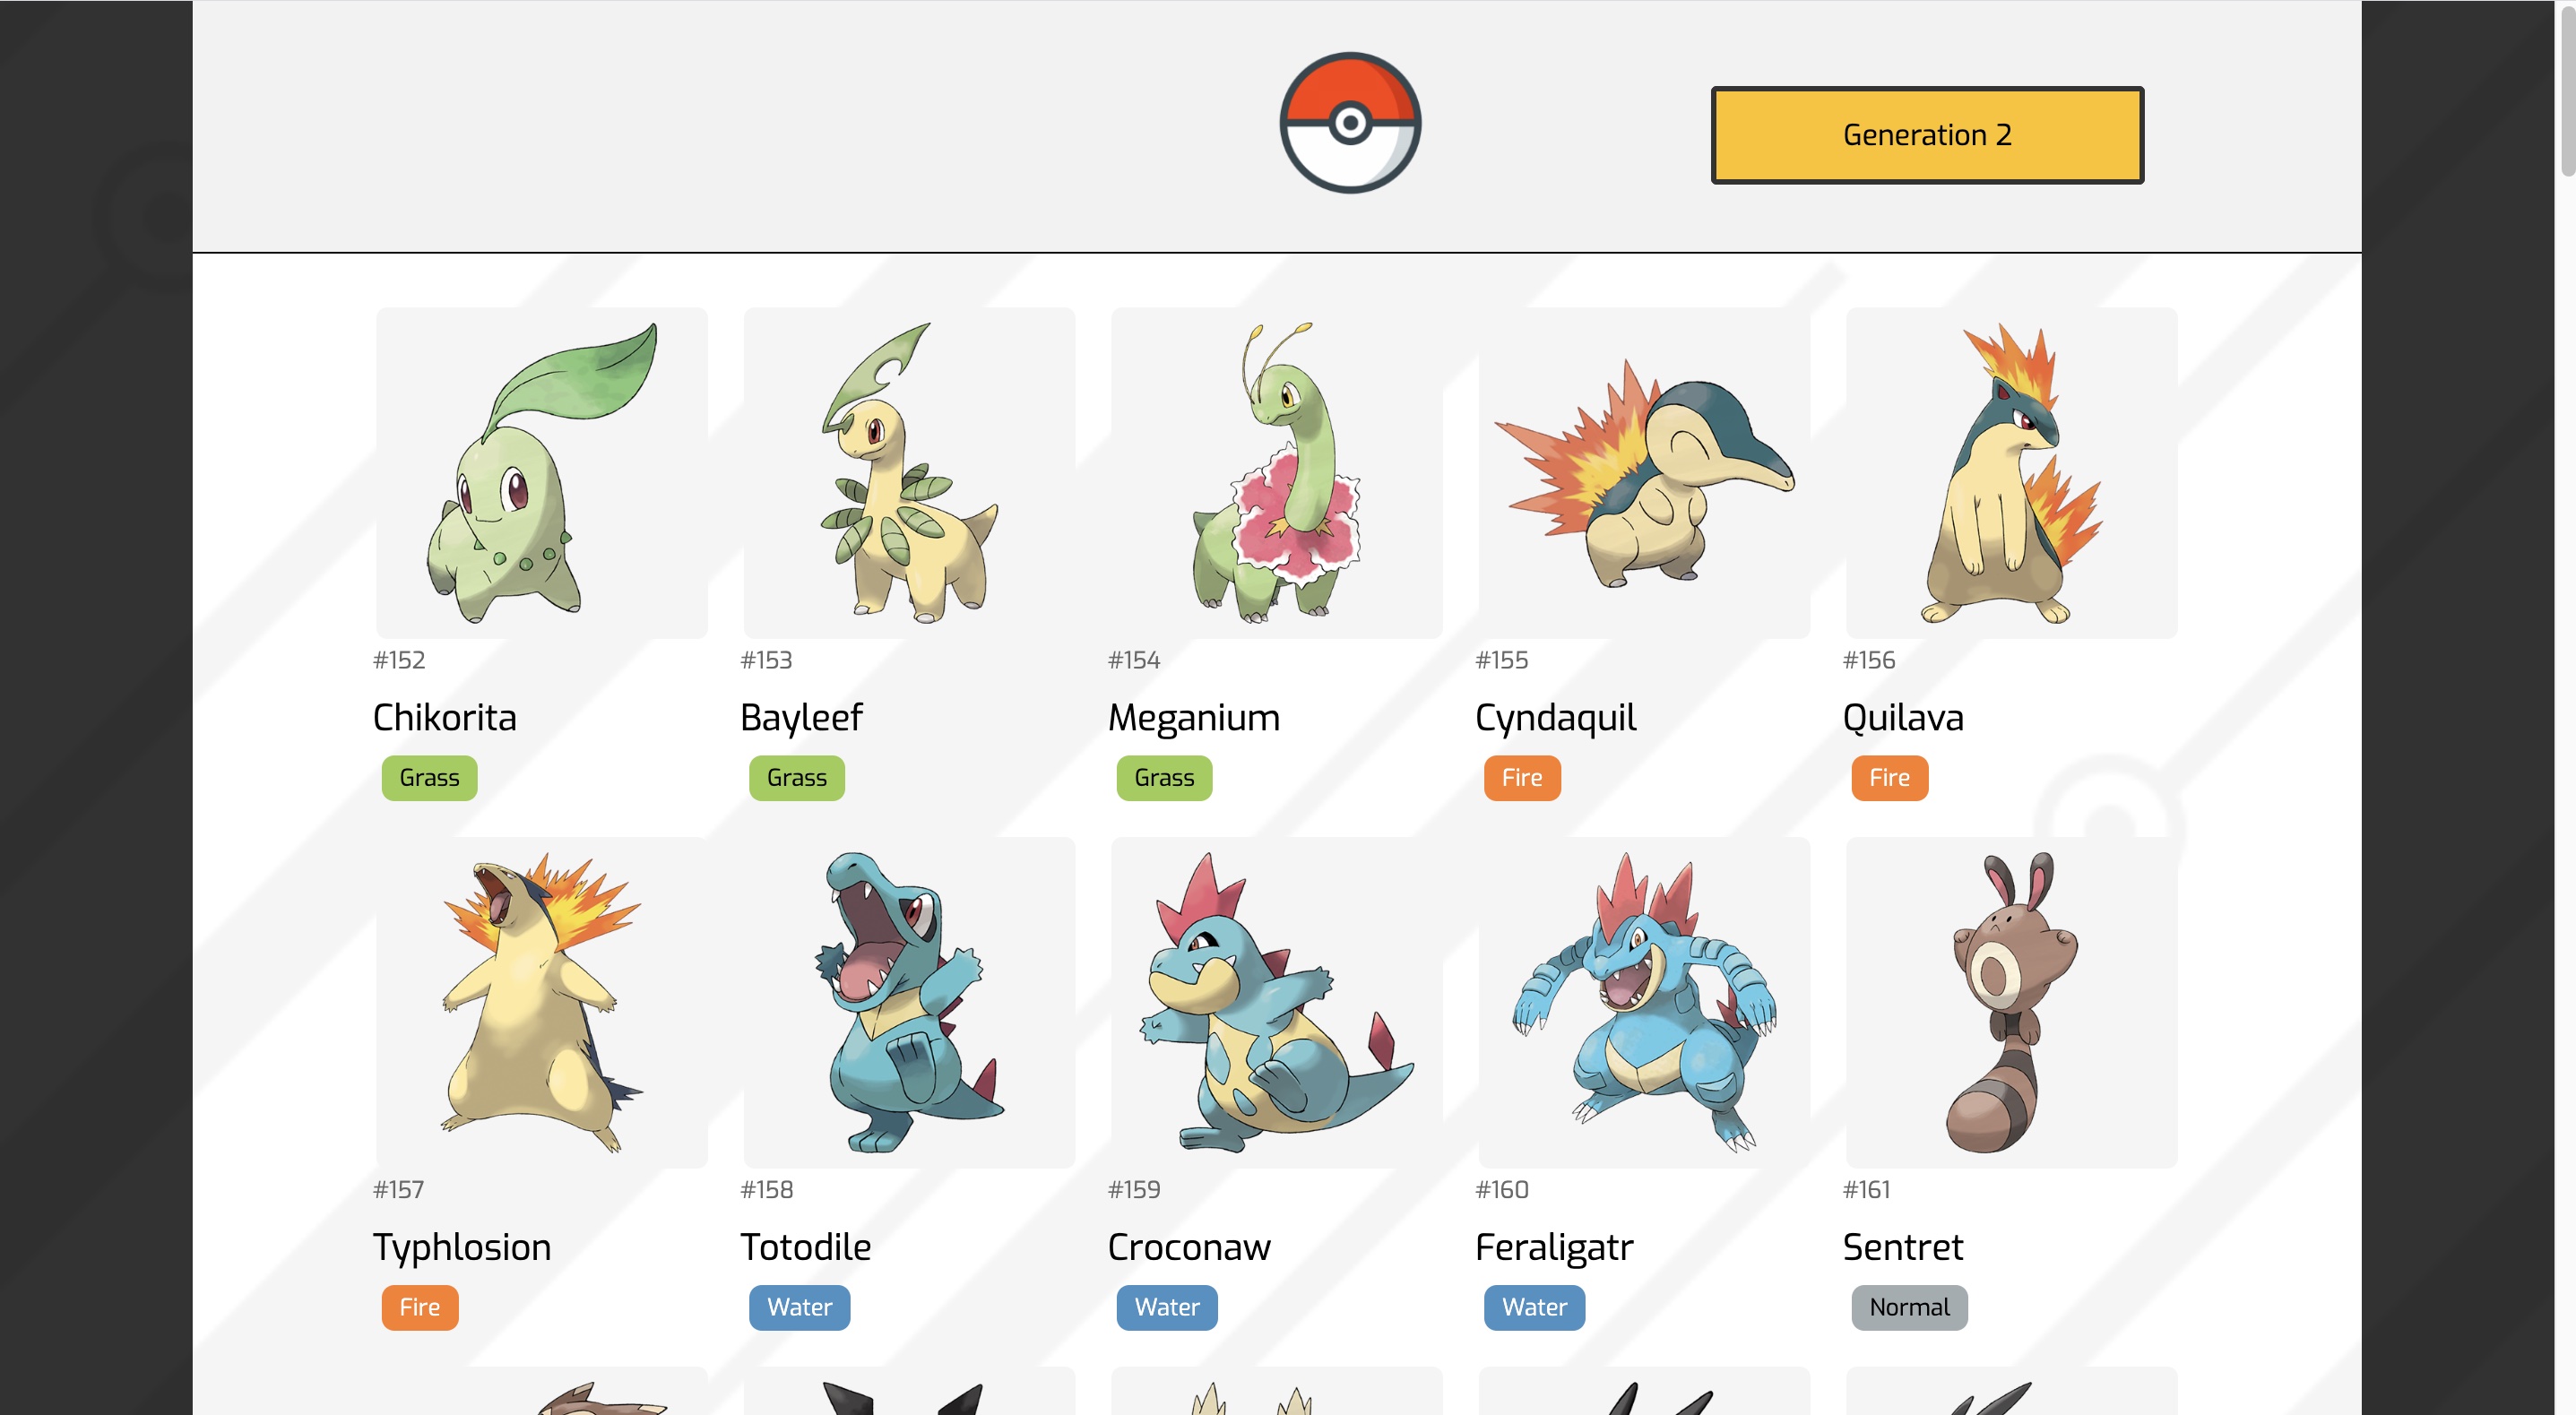 Generation 2
#152 #153 #154 #155 #156
Chikorita Bayleef Meganium Cyndaquil Quilava
Grass Grass Grass Fire Fire
#157 #158 #159 #160 #161
Typhlosion Totodile Croconaw Feraligatr Sentret
Fire Water Water Water Normal